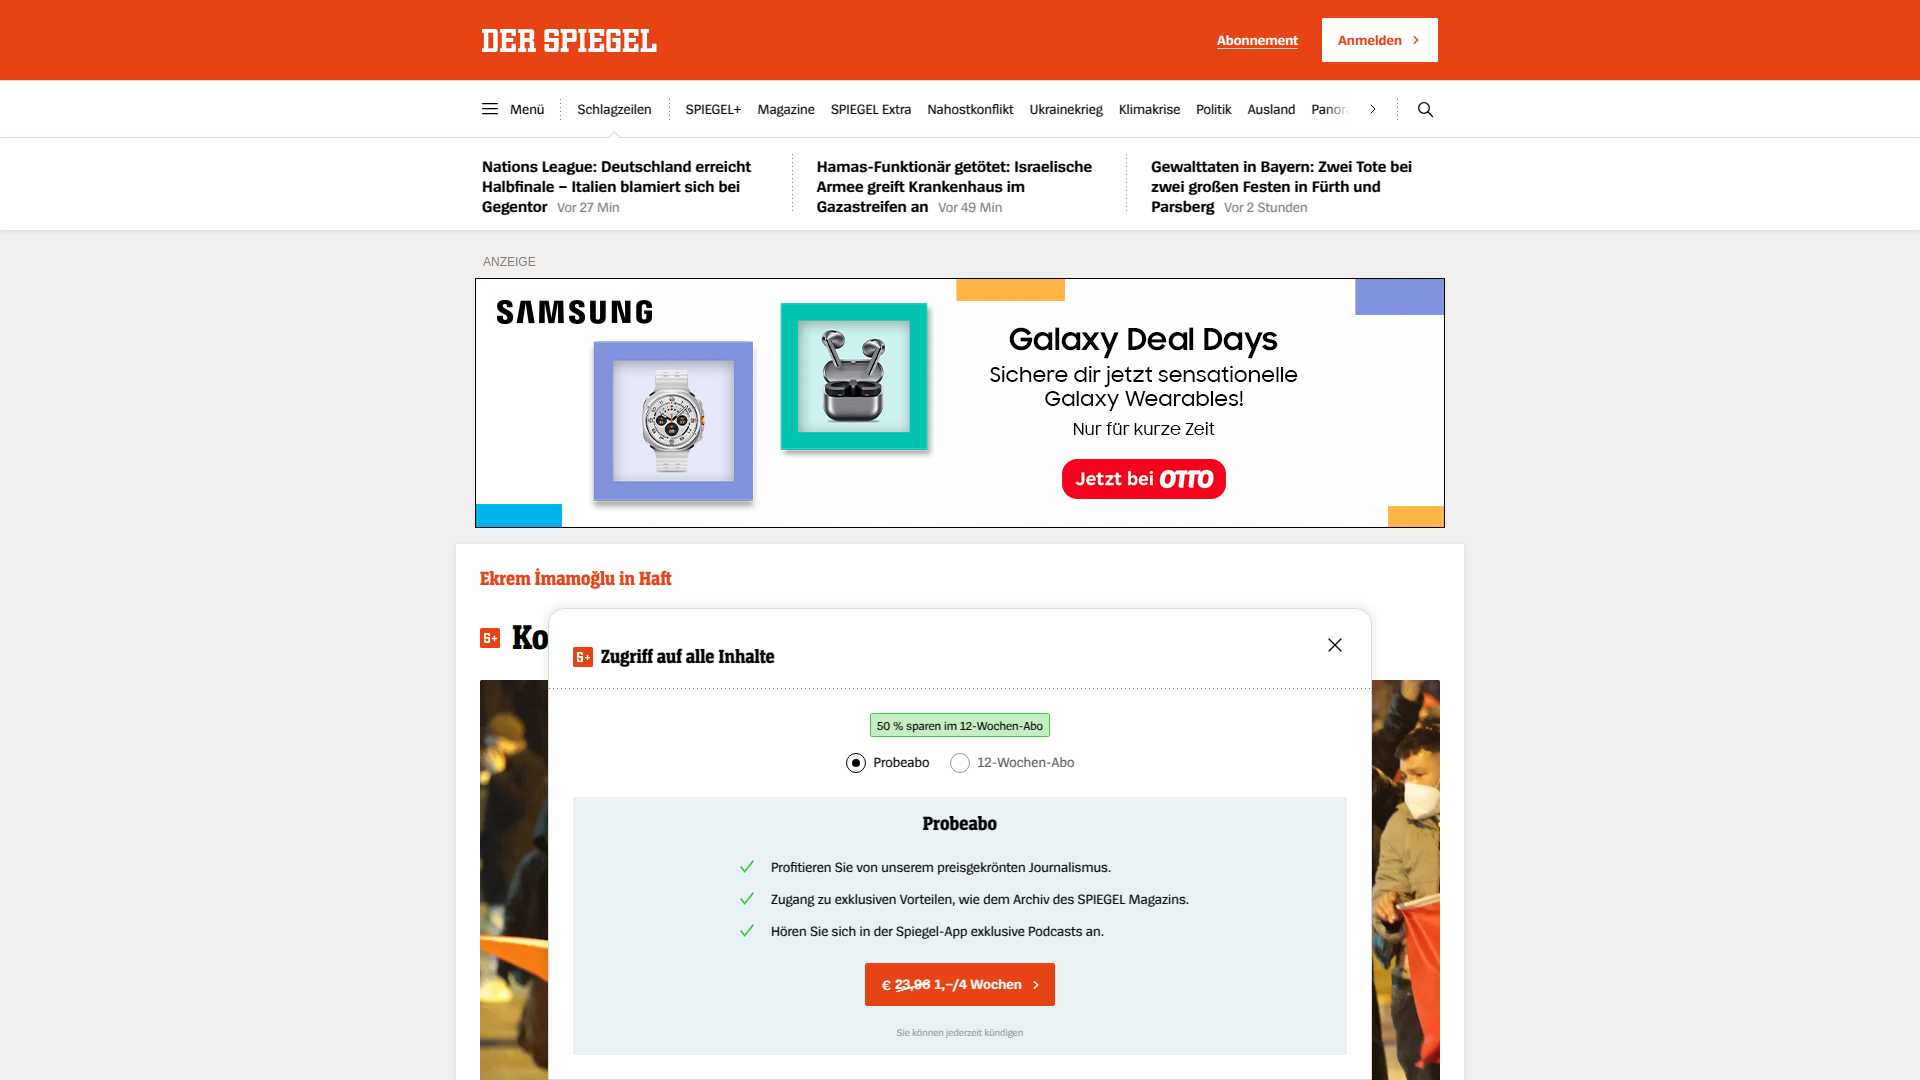 DER SPIEGEL
Abonnement
Anmelden
Menü
Schlagzeilen
SPIEGEL+
Magazine
SPIEGEL Extra
Nahostkonflikt
Ukrainekrieg
Klimakrise
Politik
Ausland
Nations League: Deutschland erreicht
Halbfinale – Italien blamiert sich bei
Gegentor Vor 27 Min
Hamas-Funktionär getötet: Israelische
Armee greift Krankenhaus im
Gazastreifen an Vor 49 Min
Gewalttaten in Bayern: Zwei Tote bei
zwei großen Festen in Fürth und
Parsberg Vor 2 Stunden
ANZEIGE
SAMSUNG
Galaxy Deal Days
Sichere dir jetzt sensationelle
Galaxy Wearables!
Nur für kurze Zeit
Jetzt bei OTTO
Ekrem İmamoğlu in Haft
Ko
Zugriff auf alle Inhalte
50 % sparen im 12-Wochen-Abo
Probeabo
12-Wochen-Abo
Probeabo
Profitieren Sie von unserem preisgekrönten Journalismus.
Zugang zu exklusiven Vorteilen, wie dem Archiv des SPIEGEL Magazins.
Hören Sie sich in der Spiegel-App exklusive Podcasts an.
€ 23,96 1,–/4 Wochen
Sie können jederzeit kündigen